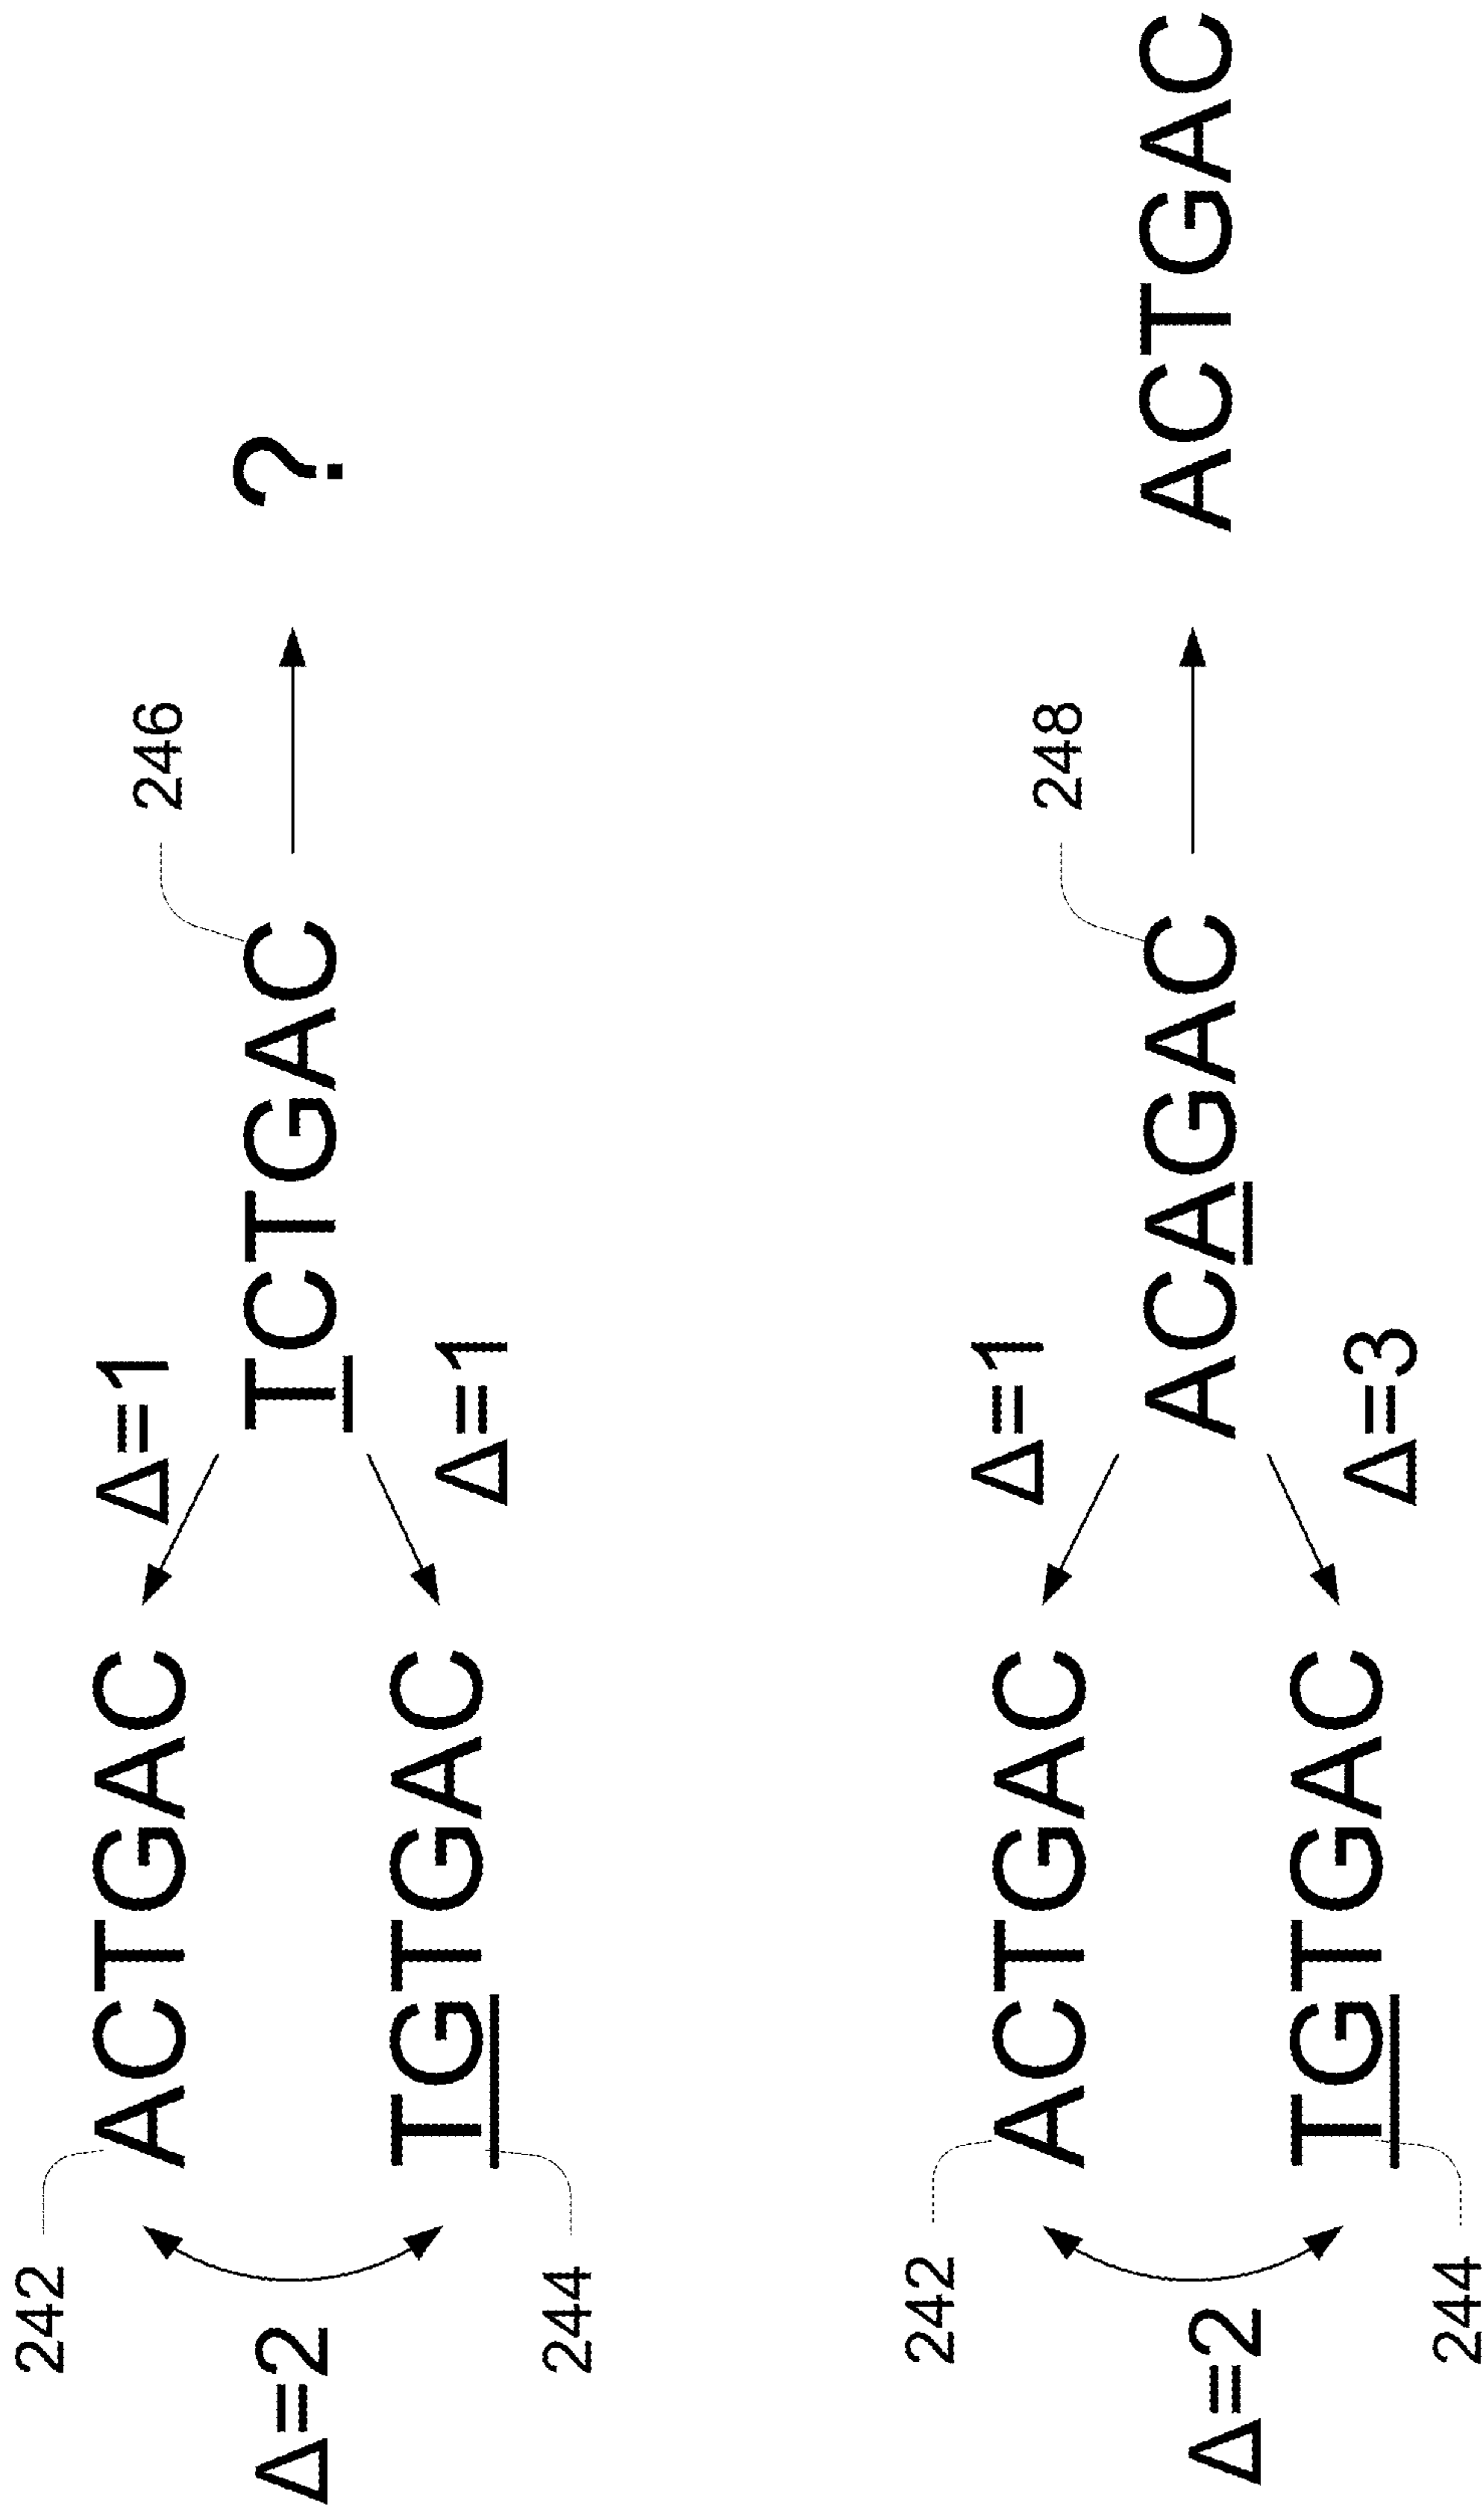 242
ACTGAC
Δ=1
246
Δ=2
TCTGAC
?
TGTGAC
Δ=1
244
242
ACTGAC
Δ=1
248
Δ=2
ACAGAC
ACTGAC
TGTGAC
Δ=3
244